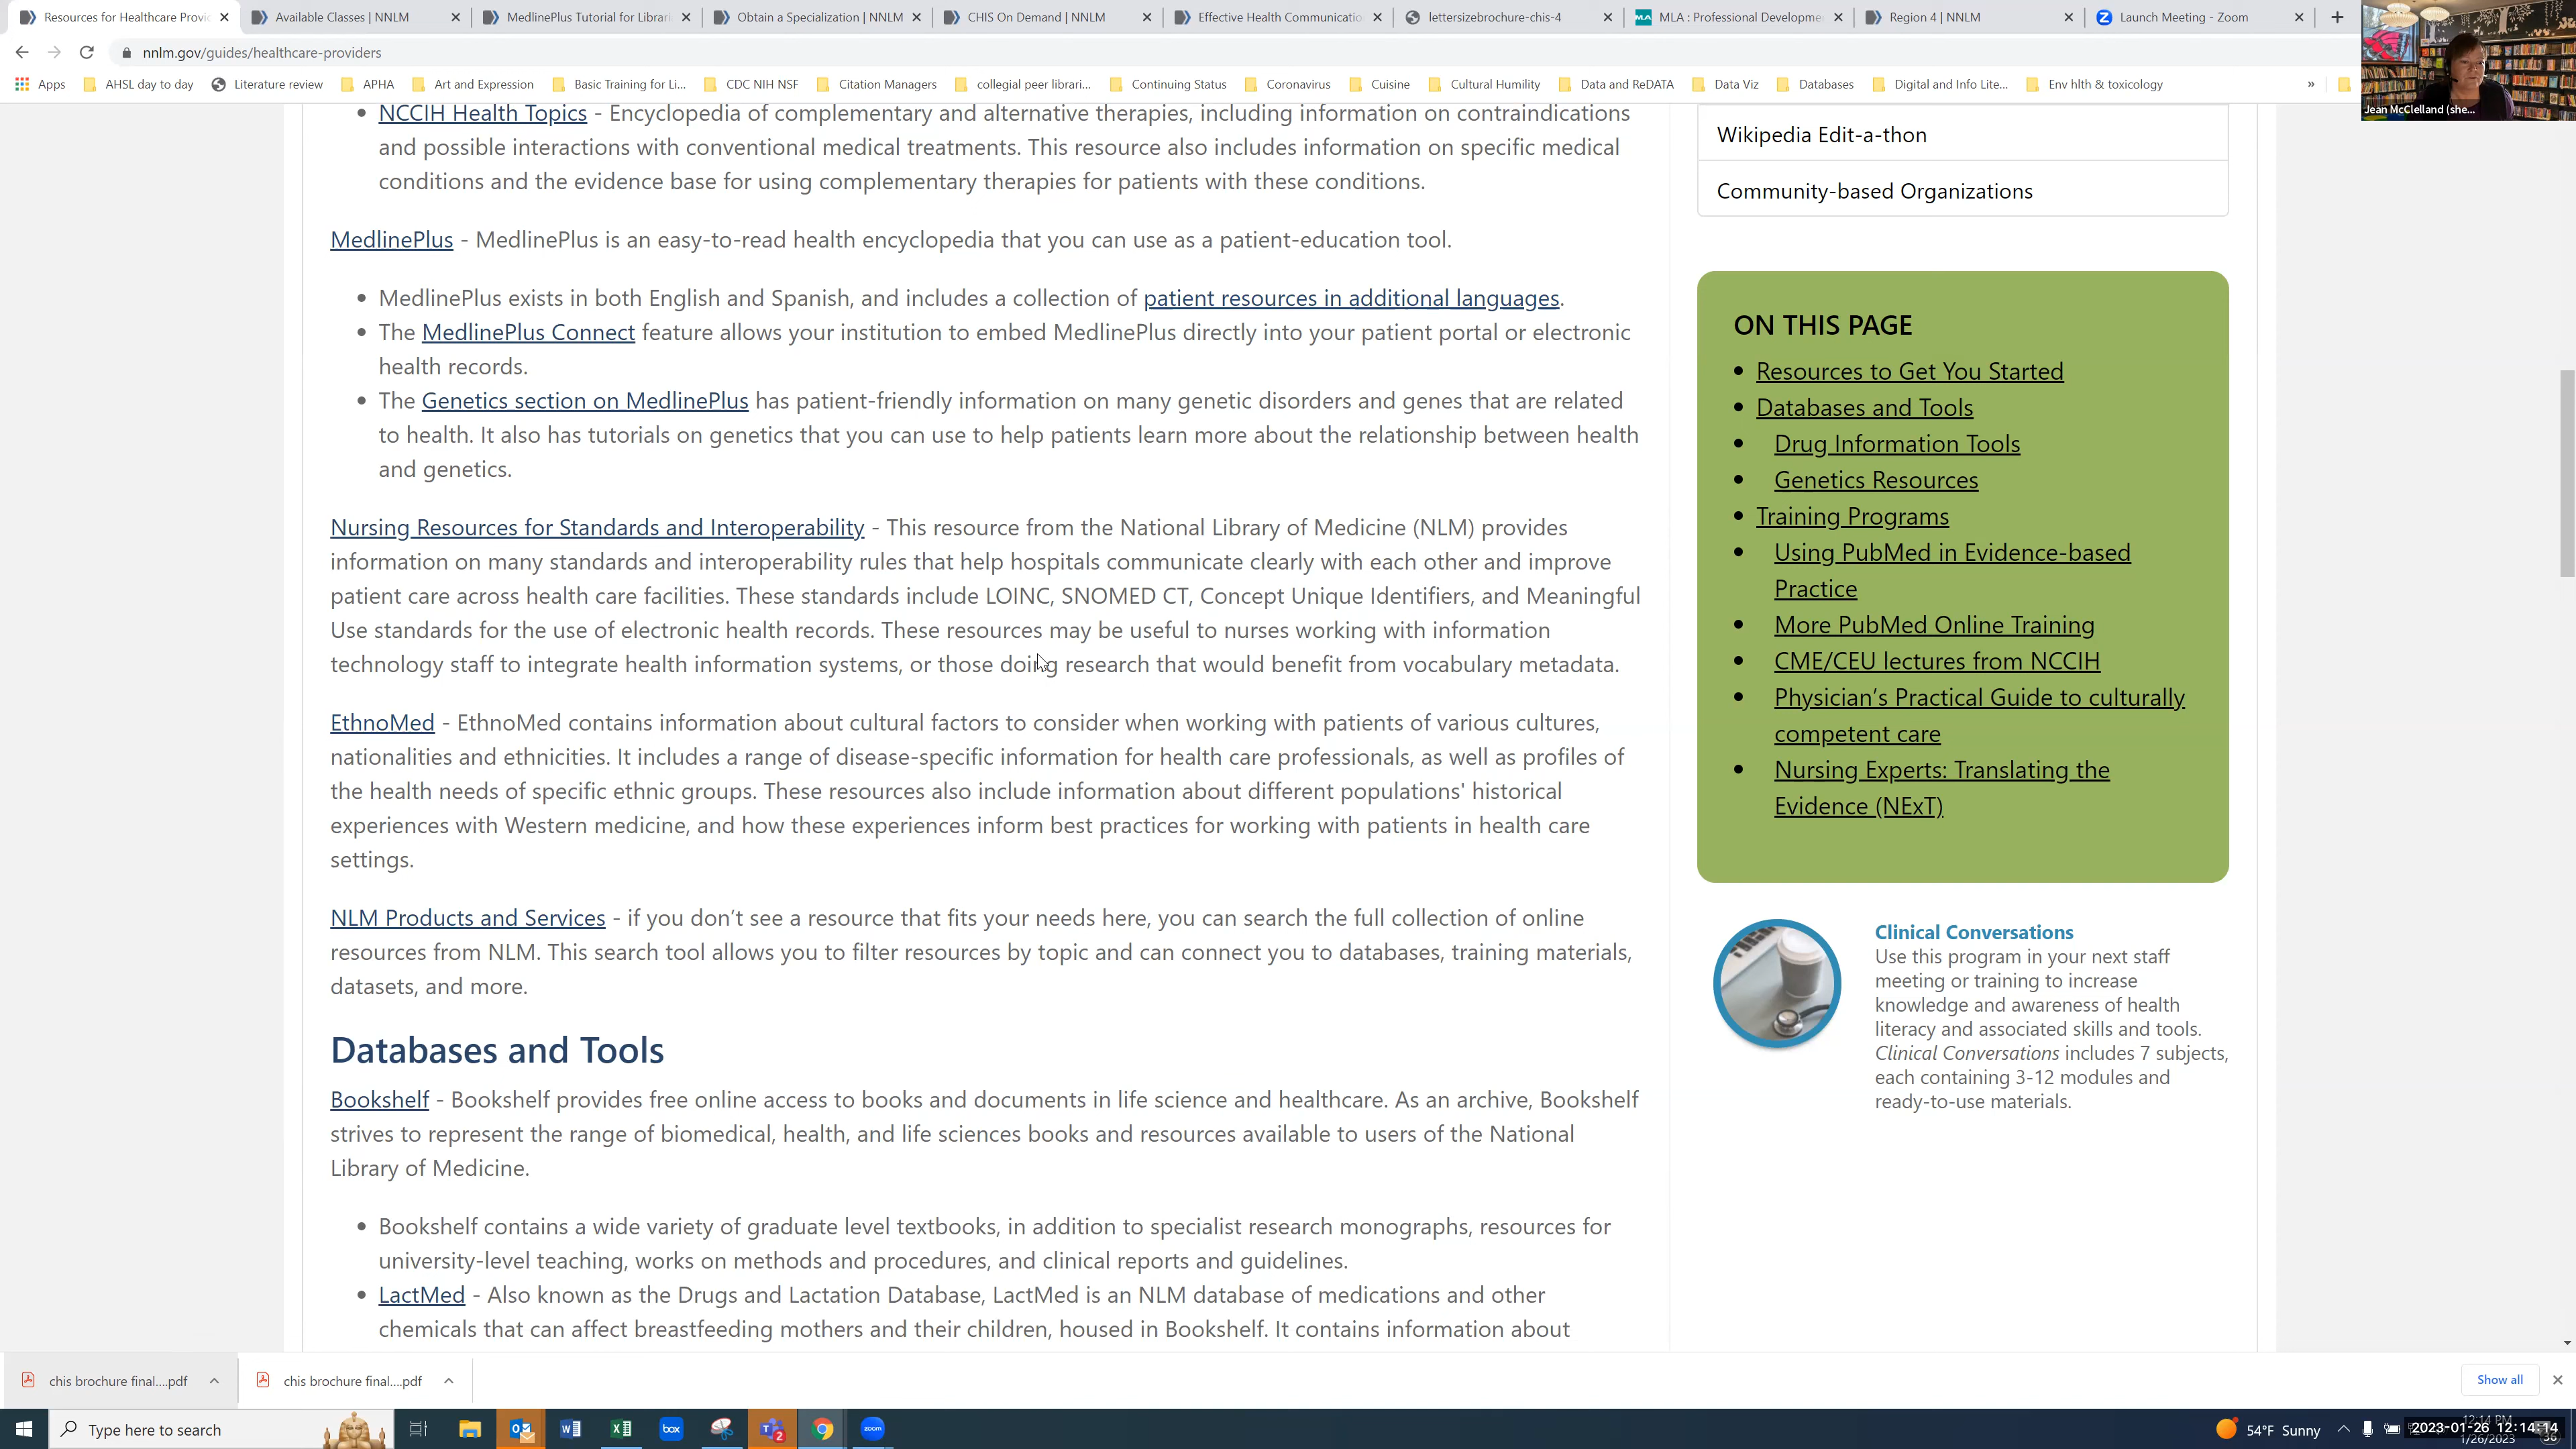 Resources for Healthcare Provid
Available Classes | NNLM
MedlinePlus Tutorial for Librari
Obtain a Specialization | NNLM
CHIS On Demand | NNLM
Effective Health Communicatio
lettersizebrochure-chis-4
MLA : Professional Developme
Region 4 | NNLM
Launch Meeting - Zoom
nnlm.gov/guides/healthcare-providers
Apps
AHSL day to day
Literature review
APHA
Art and Expression
Basic Training for Li...
CDC NIH NSF
Citation Managers
collegial peer librari...
Continuing Status
Coronavirus
Cuisine
Cultural Humility
Data and ReDATA
Data Viz
Databases
Digital and Info Lite...
Env hlth & toxicology
»
Jean McClelland (she...
• NCCIH Health Topics - Encyclopedia of complementary and alternative therapies, including information on contraindications
and possible interactions with conventional medical treatments. This resource also includes information on specific medical
conditions and the evidence base for using complementary therapies for patients with these conditions.
MedlinePlus - MedlinePlus is an easy-to-read health encyclopedia that you can use as a patient-education tool.
• MedlinePlus exists in both English and Spanish, and includes a collection of patient resources in additional languages.
• The MedlinePlus Connect feature allows your institution to embed MedlinePlus directly into your patient portal or electronic
health records.
• The Genetics section on MedlinePlus has patient-friendly information on many genetic disorders and genes that are related
to health. It also has tutorials on genetics that you can use to help patients learn more about the relationship between health
and genetics.
Nursing Resources for Standards and Interoperability - This resource from the National Library of Medicine (NLM) provides
information on many standards and interoperability rules that help hospitals communicate clearly with each other and improve
patient care across health care facilities. These standards include LOINC, SNOMED CT, Concept Unique Identifiers, and Meaningful
Use standards for the use of electronic health records. These resources may be useful to nurses working with information
technology staff to integrate health information systems, or those doing research that would benefit from vocabulary metadata.
EthnoMed - EthnoMed contains information about cultural factors to consider when working with patients of various cultures,
nationalities and ethnicities. It includes a range of disease-specific information for health care professionals, as well as profiles of
the health needs of specific ethnic groups. These resources also include information about different populations' historical
experiences with Western medicine, and how these experiences inform best practices for working with patients in health care
settings.
NLM Products and Services - if you don’t see a resource that fits your needs here, you can search the full collection of online
resources from NLM. This search tool allows you to filter resources by topic and can connect you to databases, training materials,
datasets, and more.
Databases and Tools
Bookshelf - Bookshelf provides free online access to books and documents in life science and healthcare. As an archive, Bookshelf
strives to represent the range of biomedical, health, and life sciences books and resources available to users of the National
Library of Medicine.
• Bookshelf contains a wide variety of graduate level textbooks, in addition to specialist research monographs, resources for
university-level teaching, works on methods and procedures, and clinical reports and guidelines.
• LactMed - Also known as the Drugs and Lactation Database, LactMed is an NLM database of medications and other
chemicals that can affect breastfeeding mothers and their children, housed in Bookshelf. It contains information about
Wikipedia Edit-a-thon
Community-based Organizations
ON THIS PAGE
• Resources to Get You Started
• Databases and Tools
• Drug Information Tools
• Genetics Resources
• Training Programs
• Using PubMed in Evidence-based
Practice
• More PubMed Online Training
• CME/CEU lectures from NCCIH
• Physician’s Practical Guide to culturally
competent care
• Nursing Experts: Translating the
Evidence (NExT)
Clinical Conversations
Use this program in your next staff
meeting or training to increase
knowledge and awareness of health
literacy and associated skills and tools.
Clinical Conversations includes 7 subjects,
each containing 3-12 modules and
ready-to-use materials.
chis brochure final....pdf
chis brochure final....pdf
Show all
Type here to search
box
zoom
54°F Sunny
2023-01-26 12:14:14
1/26/2023